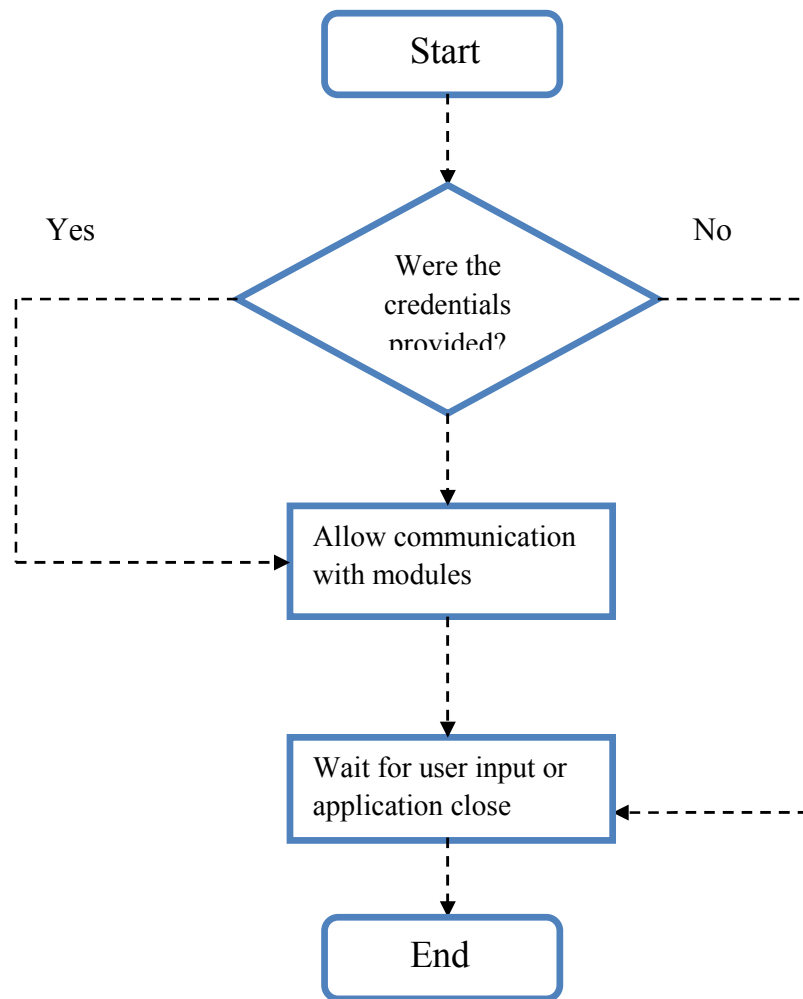 Start
Yes
No
Were the
credentials
provided?
Allow communication
with modules
Wait for user input or
application close
End